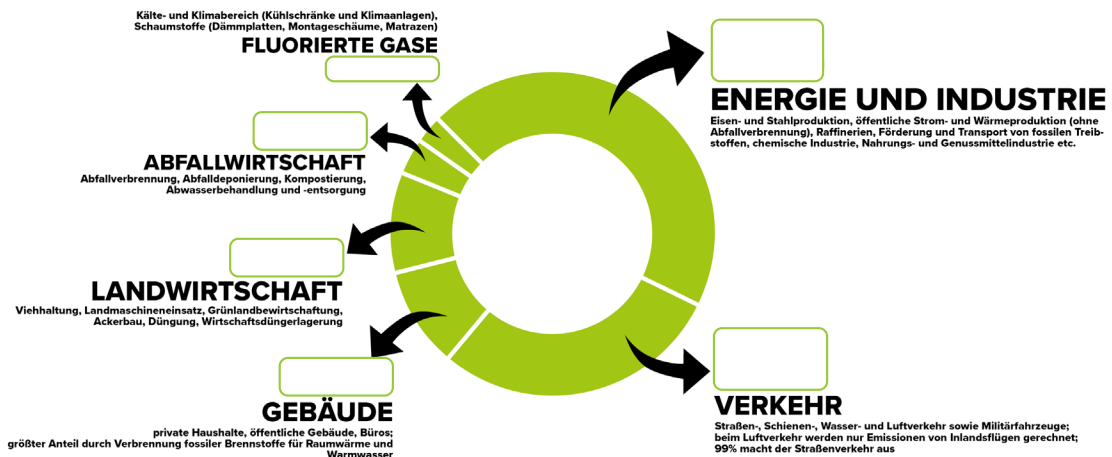 Kälte- und Klimabereich (Kühlschränke und Klimaanlagen),
Schaumstoffe (Dämmplatten, Montageschäume, Matrazen)
FLUORIERTE GASE
ENERGIE UND INDUSTRIE
Eisen- und Stahlproduktion, öffentliche Strom- und Wärmeproduktion (ohne
Abfallverbrennung), Raffinerien, Förderung und Transport von fossilen Treib-
stoffen, chemische Industrie, Nahrungs- und Genussmittelindustrie etc.
ABFALLWIRTSCHAFT
Abfallverbrennung, Abfalldeponierung, Kompostierung,
Abwasserbehandlung und -entsorgung
LANDWIRTSCHAFT
Viehhaltung, Landmaschineneinsatz, Grünlandbewirtschaftung,
Ackerbau, Düngung, Wirtschaftsdüngerlagerung
GEBÄUDE
private Haushalte, öffentliche Gebäude, Büros;
größter Anteil durch Verbrennung fossiler Brennstoffe für Raumwärme und
Warmwasser
VERKEHR
Straßen-, Schienen-, Wasser- und Luftverkehr sowie Militärfahrzeuge;
beim Luftverkehr werden nur Emissionen von Inlandsflügen gerechnet;
99% macht der Straßenverkehr aus